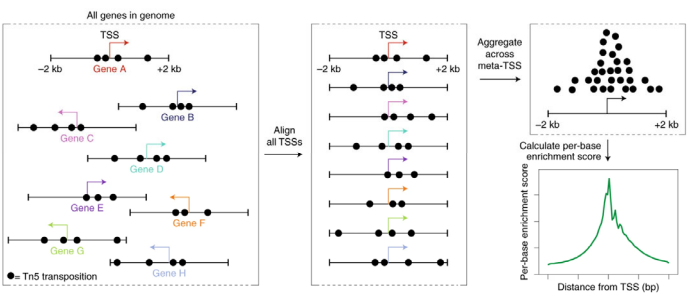 All genes in genome
TSS
−2 kb
Gene A
+2 kb
Gene B
Gene C
Gene D
Gene E
Gene F
Gene G
Gene H
= Tn5 transposition
Align
all TSSs
TSS
−2 kb
+2 kb
Aggregate
across
meta-TSS
−2 kb
+2 kb
Calculate per-base
enrichment score
Per-base enrichment score
Distance from TSS (bp)